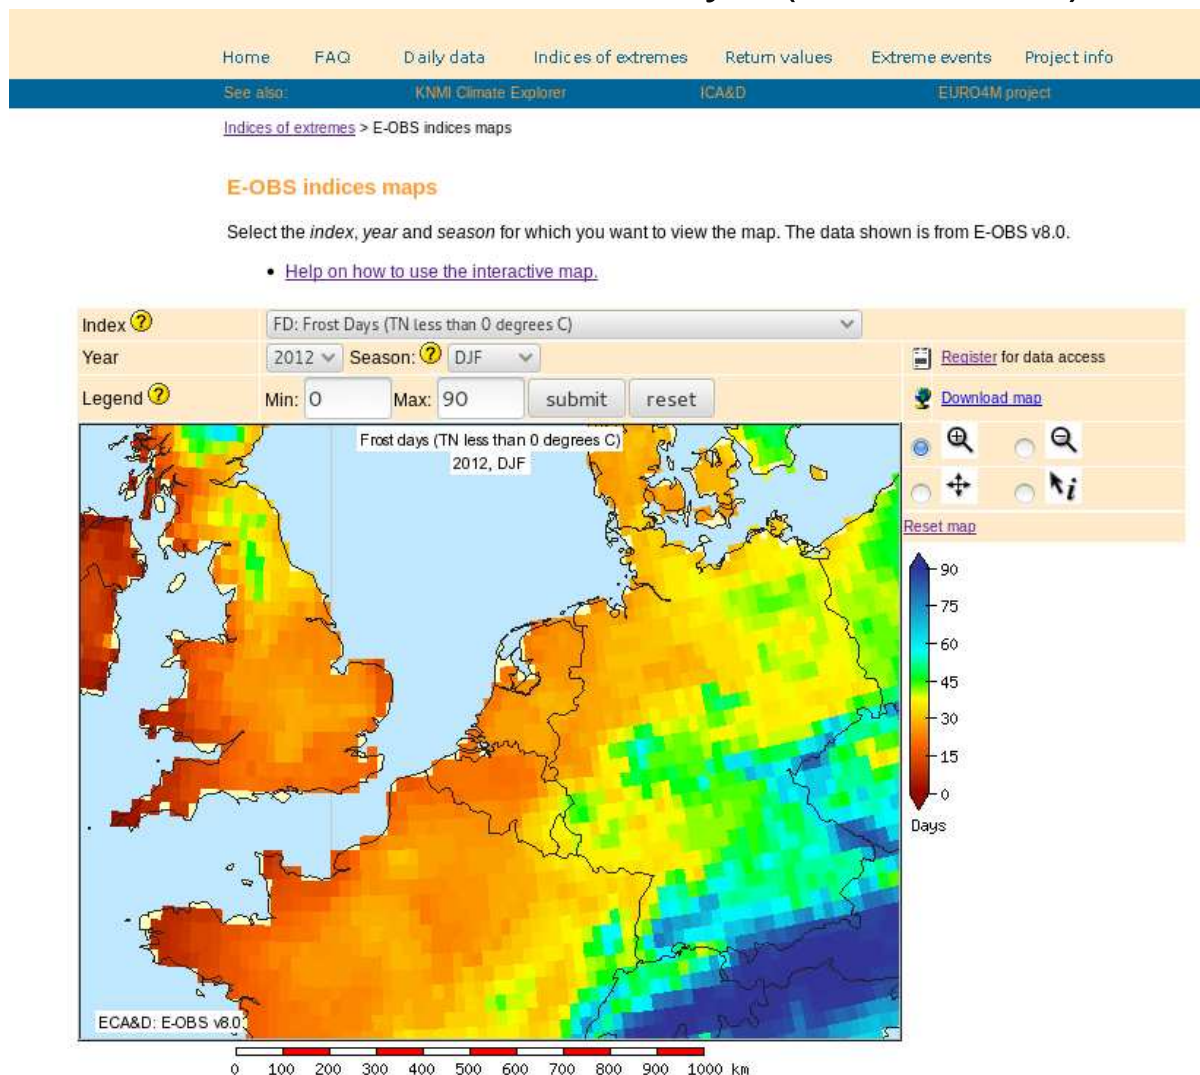 Home FAQ Daily data Indices of extremes Return values Extreme events Project info
See also: KNMI Climate Explorer ICA&D EURO4M project
Indices of extremes > E-OBS indices maps
E-OBS indices maps
Select the index, year and season for which you want to view the map. The data shown is from E-OBS v8.0.
• Help on how to use the interactive map.
Index ? FD: Frost Days (TN less than 0 degrees C)
Year 2012 Season: ? DJF Register for data access
Legend ? Min: 0 Max: 90 submit reset Download map
Frost days (TN less than 0 degrees C)
2012, DJF
i
Reset map
90
75
60
45
30
15
0
Days
ECA&D: E-OBS v8.0
0 100 200 300 400 500 600 700 800 900 1000 km